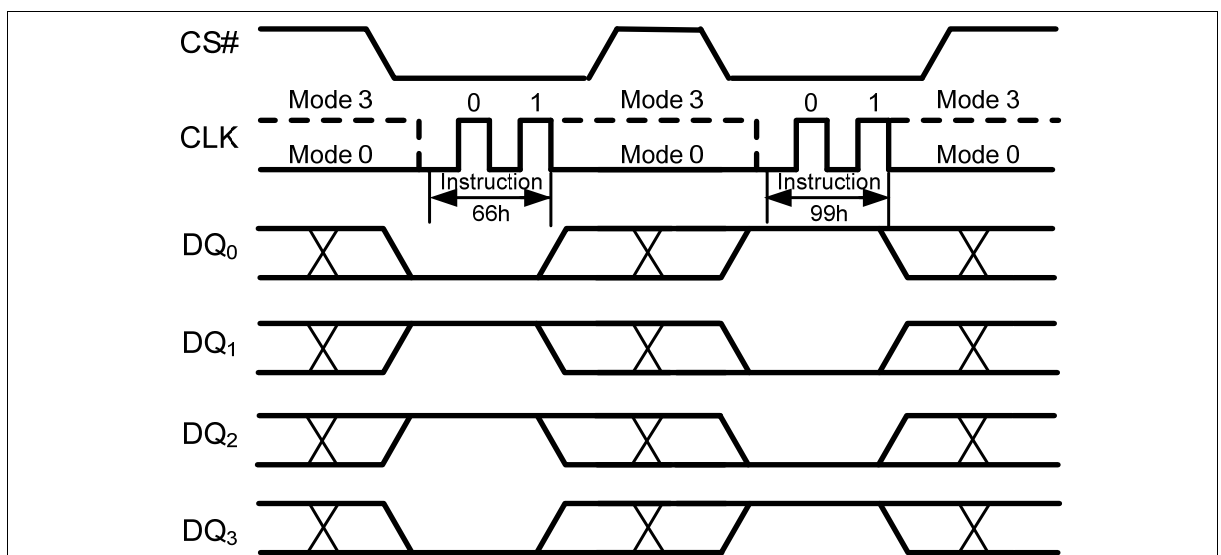 CS#
Mode 3 0 1 Mode 3 0 1 Mode 3
CLK
Mode 0 Mode 0 Mode 0
Instruction Instruction
66h 99h
DQ0
DQ1
DQ2
DQ3